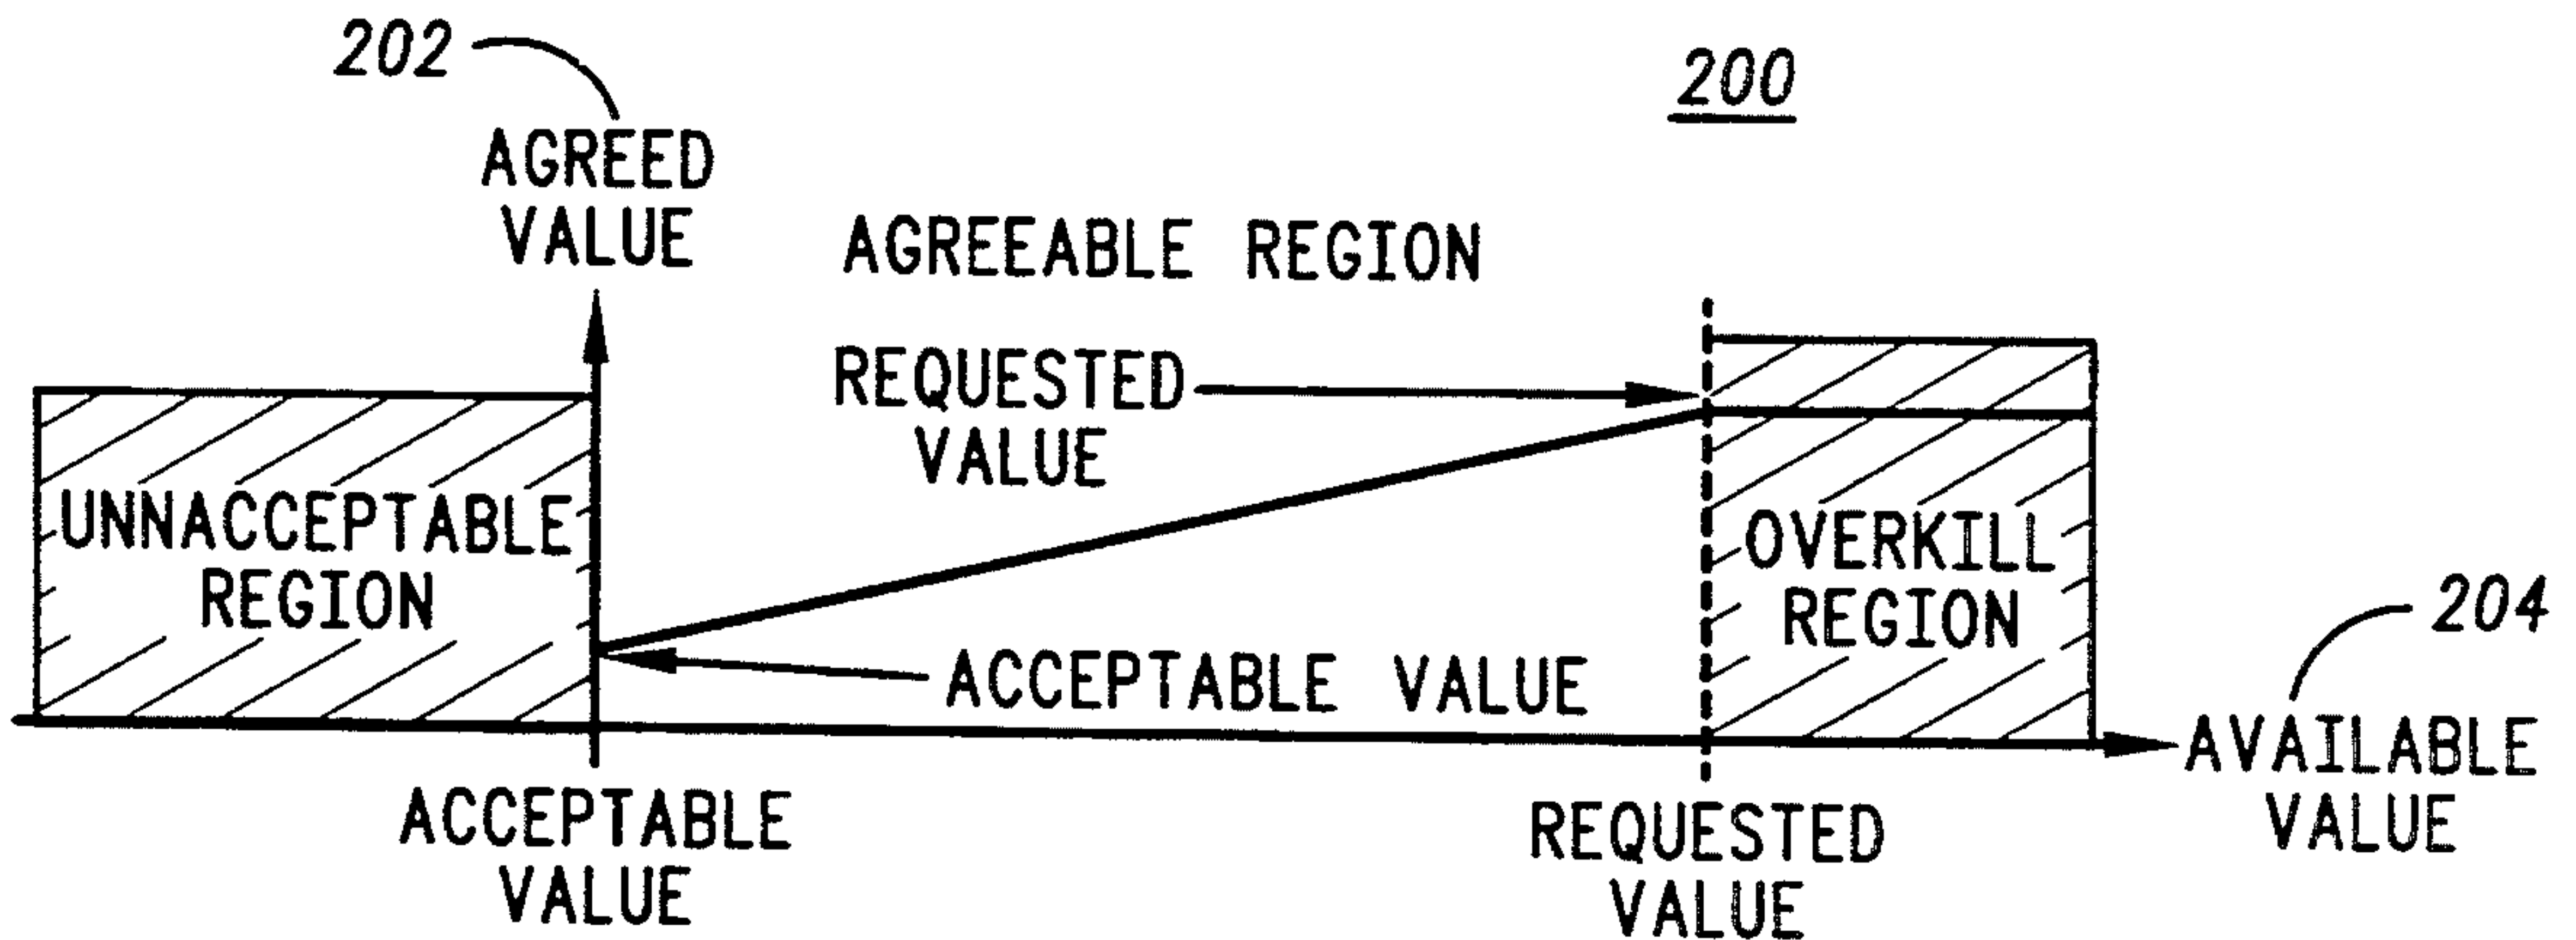 202
200
AGREED
VALUE
AGREEABLE REGION
REQUESTED
VALUE
UNNACCEPTABLE
REGION
OVERKILL
REGION
204
ACCEPTABLE VALUE
AVAILABLE
VALUE
ACCEPTABLE
VALUE
REQUESTED
VALUE